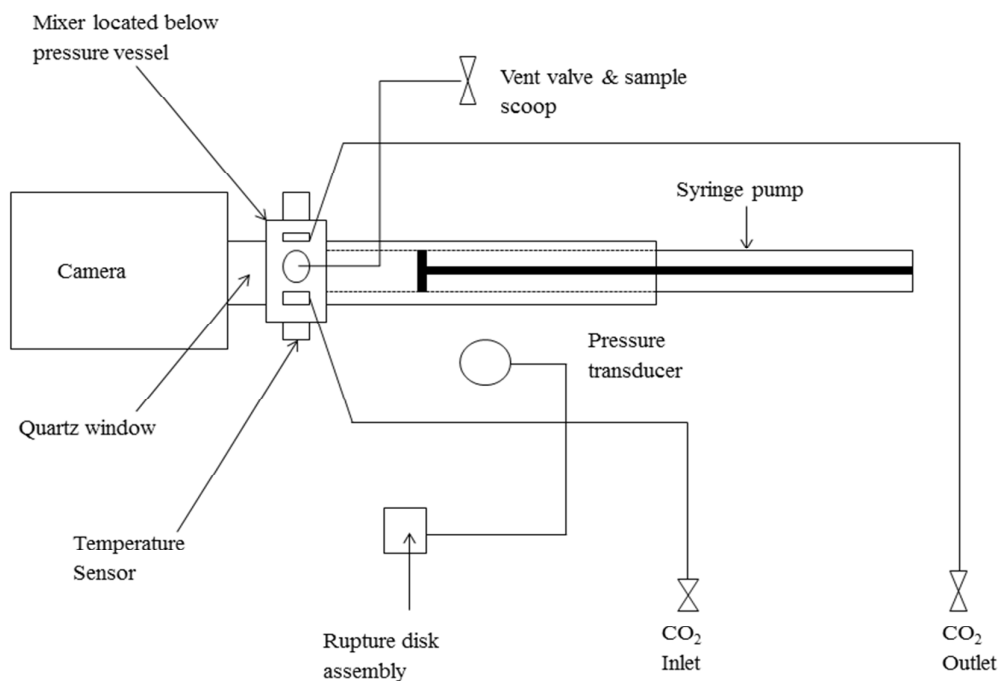 Mixer located below
pressure vessel
Vent valve & sample
scoop
Syringe pump
Camera
Pressure
transducer
Quartz window
Temperature
Sensor
Rupture disk
assembly
CO₂
Inlet
CO₂
Outlet